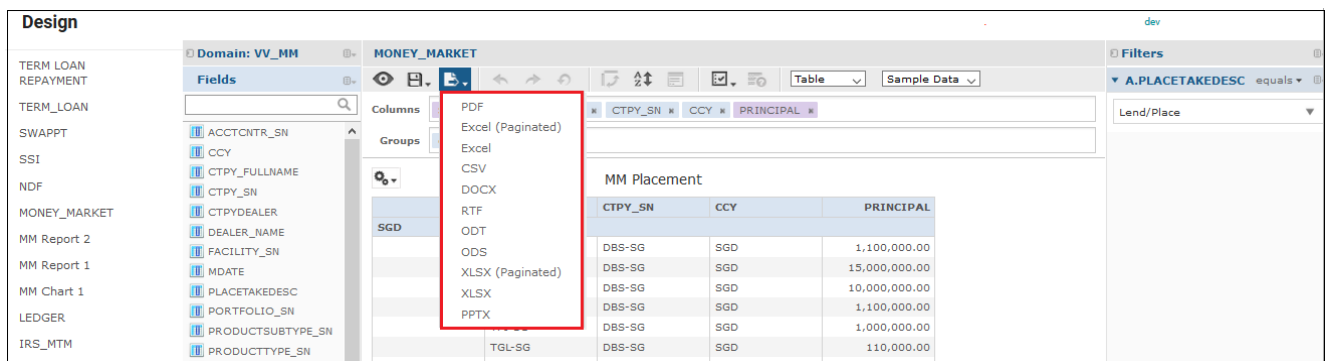 Design
dev
TERM LOAN
REPAYMENT
TERM_LOAN
SWAPPT
SSI
NDF
MONEY_MARKET
MM Report 2
MM Report 1
MM Chart 1
LEDGER
IRS_MTM
Domain: VV_MM
Fields
ACCTCNTR_SN
CCY
CTPY_FULLNAME
CTPY_SN
CTPYDEALER
DEALER_NAME
FACILITY_SN
MDATE
PLACETAKEDESC
PORTFOLIO_SN
PRODUCTSUBTYPE_SN
PRODUCTTYPE_SN
MONEY_MARKET
Table Sample Data
Columns CTPY_SN CCY PRINCIPAL
Groups
PDF
Excel (Paginated)
Excel
CSV
DOCX
RTF
ODT
ODS
XLSX (Paginated)
XLSX
PPTX
MM Placement
CTPY_SN CCY PRINCIPAL
SGD
DBS-SG SGD 1,100,000.00
DBS-SG SGD 15,000,000.00
DBS-SG SGD 10,000,000.00
DBS-SG SGD 1,100,000.00
DBS-SG SGD 1,000,000.00
TGL-SG DBS-SG SGD 110,000.00
Filters
A.PLACETAKEDESC equals
Lend/Place